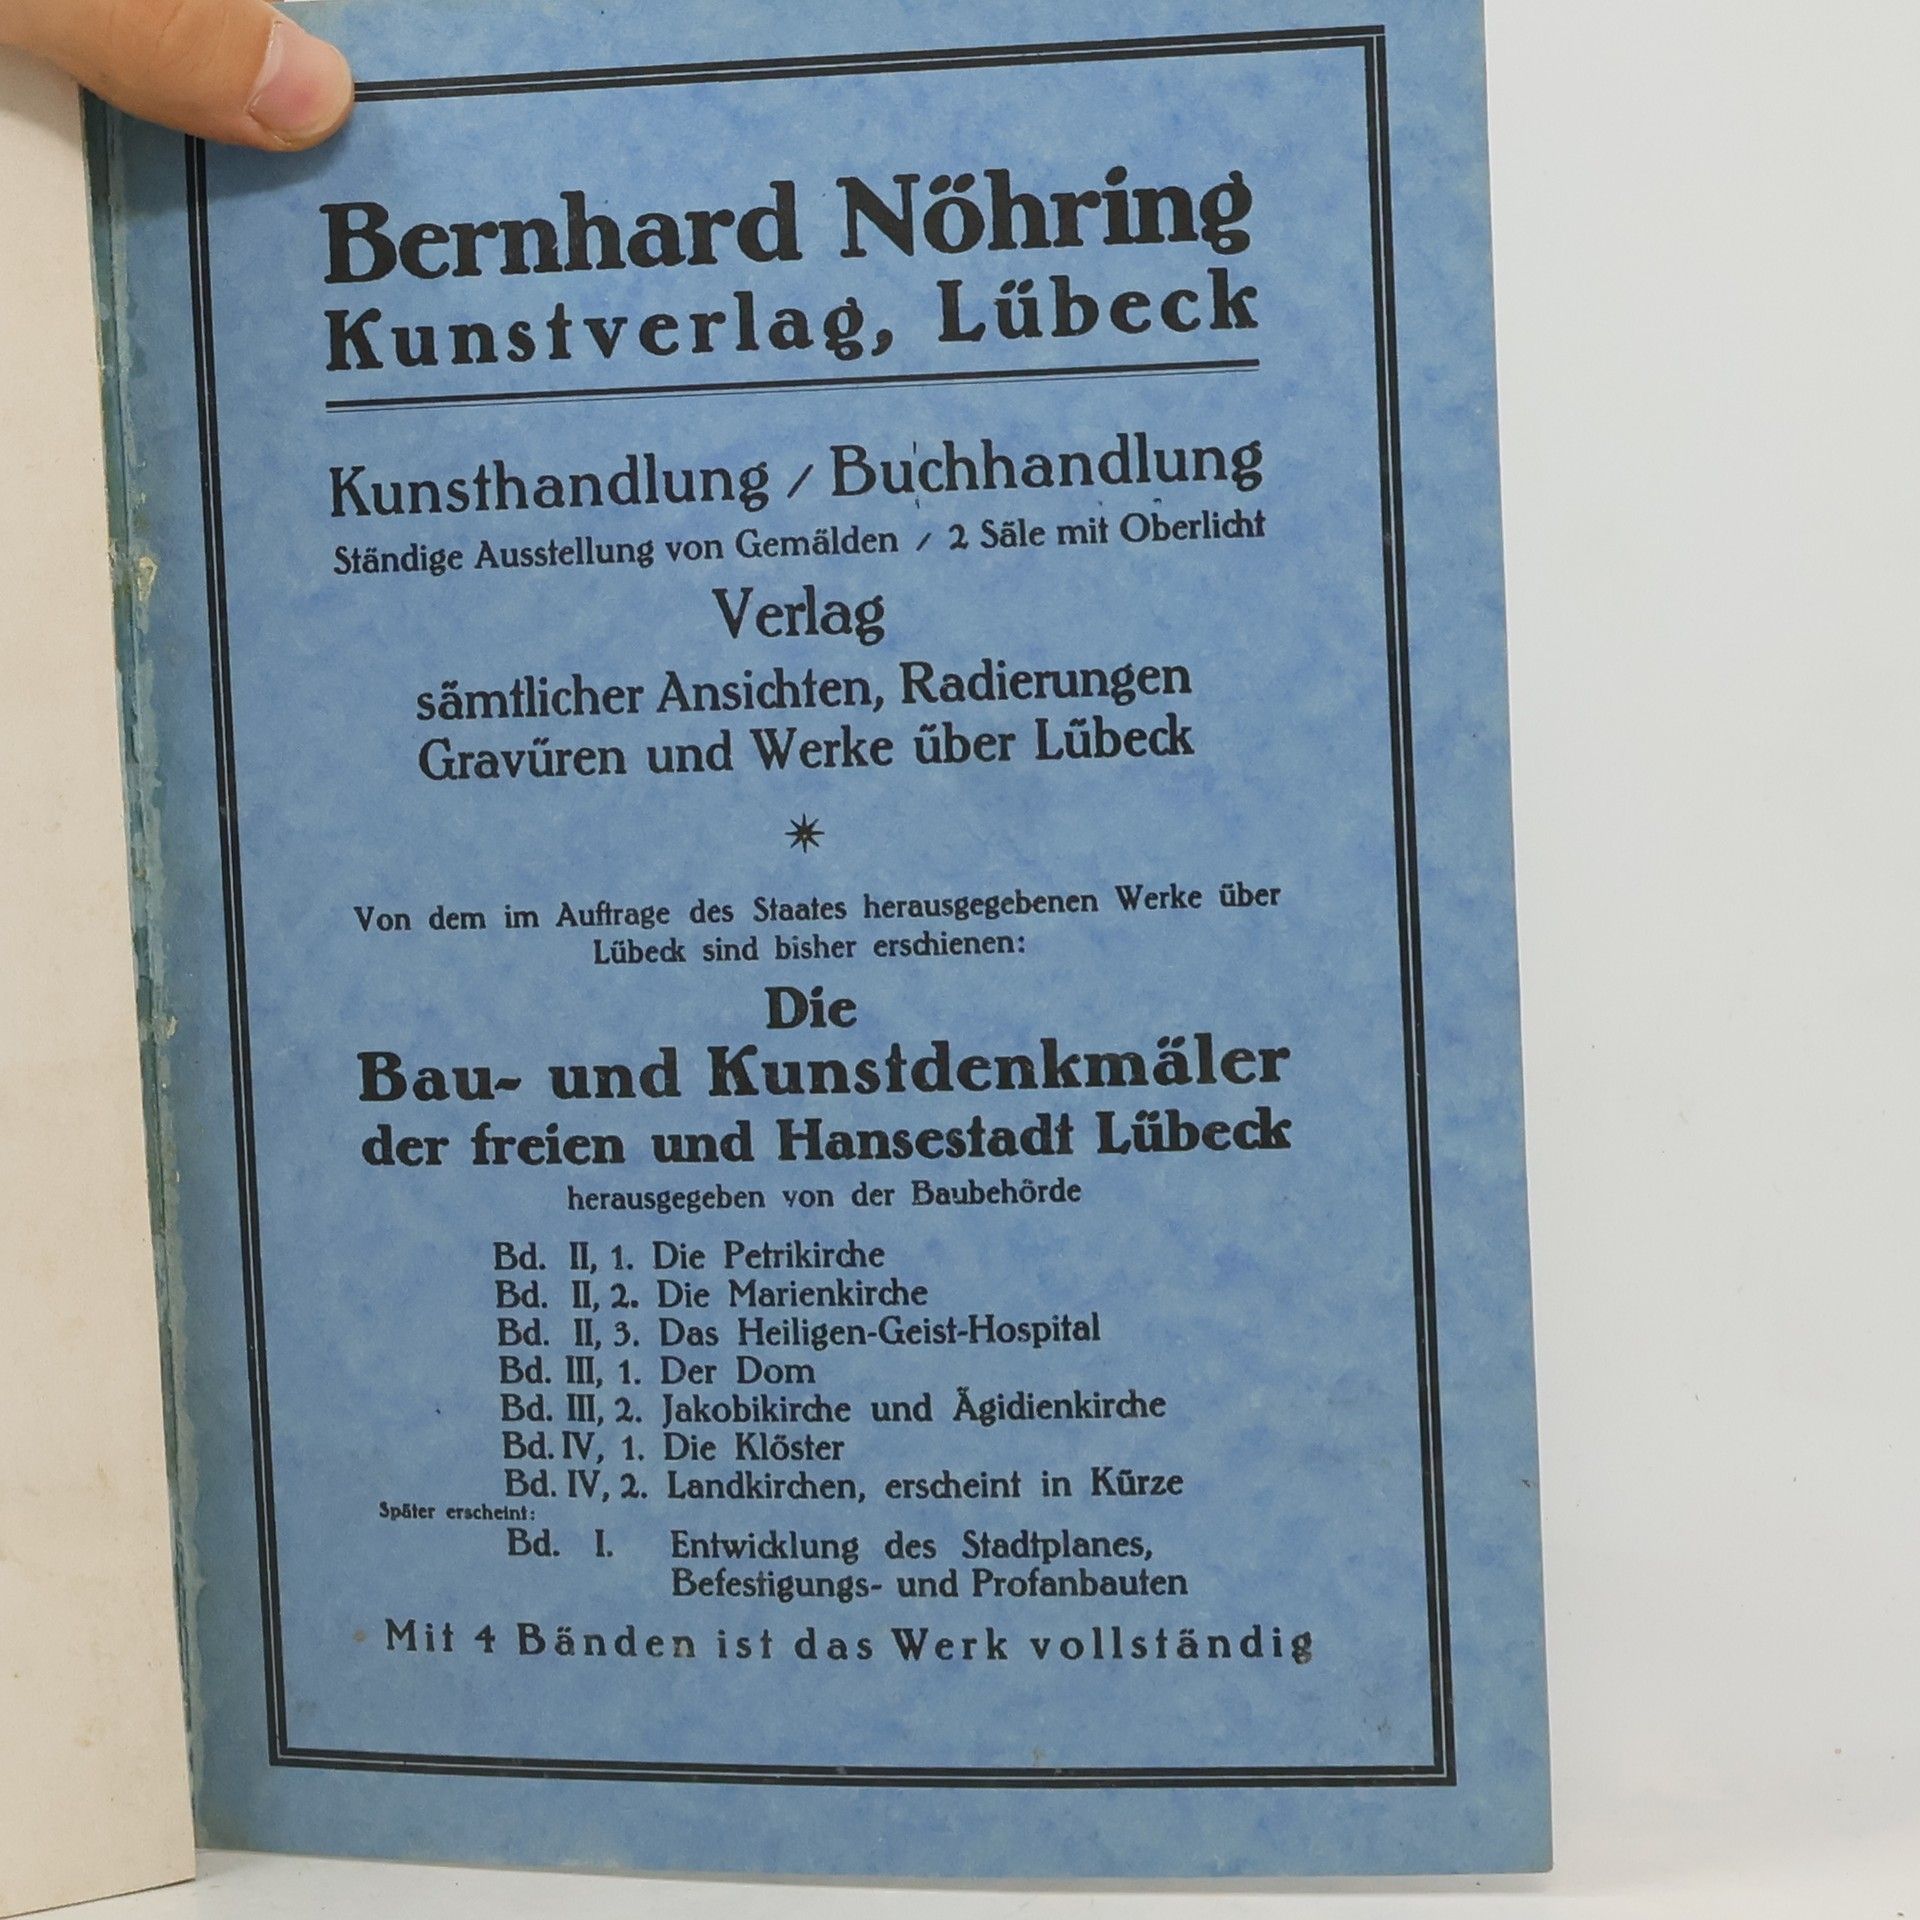 Bernhard Nöhring
Kunstverlag, Lübeck
Kunsthandlung / Buchhandlung
Ständige Ausstellung von Gemälden / 2 Säle mit Oberlicht
Verlag
sämtlicher Ansichten, Radierungen
Gravüren und Werke über Lübeck
Von dem im Auftrage des Staates herausgegebenen Werke über
Lübeck sind bisher erschienen:
Die
Bau- und Kunstdenkmäler
der freien und Hansestadt Lübeck
herausgegeben von der Baubehörde
Bd. II, 1. Die Petrikirche
Bd. II, 2. Die Marienkirche
Bd. II, 3. Das Heiligen-Geist-Hospital
Bd. III, 1. Der Dom
Bd. III, 2. Jakobikirche und Ägidienkirche
Bd. IV, 1. Die Klöster
Bd. IV, 2. Landkirchen, erscheint in Kürze
Später erscheint:
Bd. I. Entwicklung des Stadtplanes,
Befestigungs- und Profanbauten
Mit 4 Bänden ist das Werk vollständig